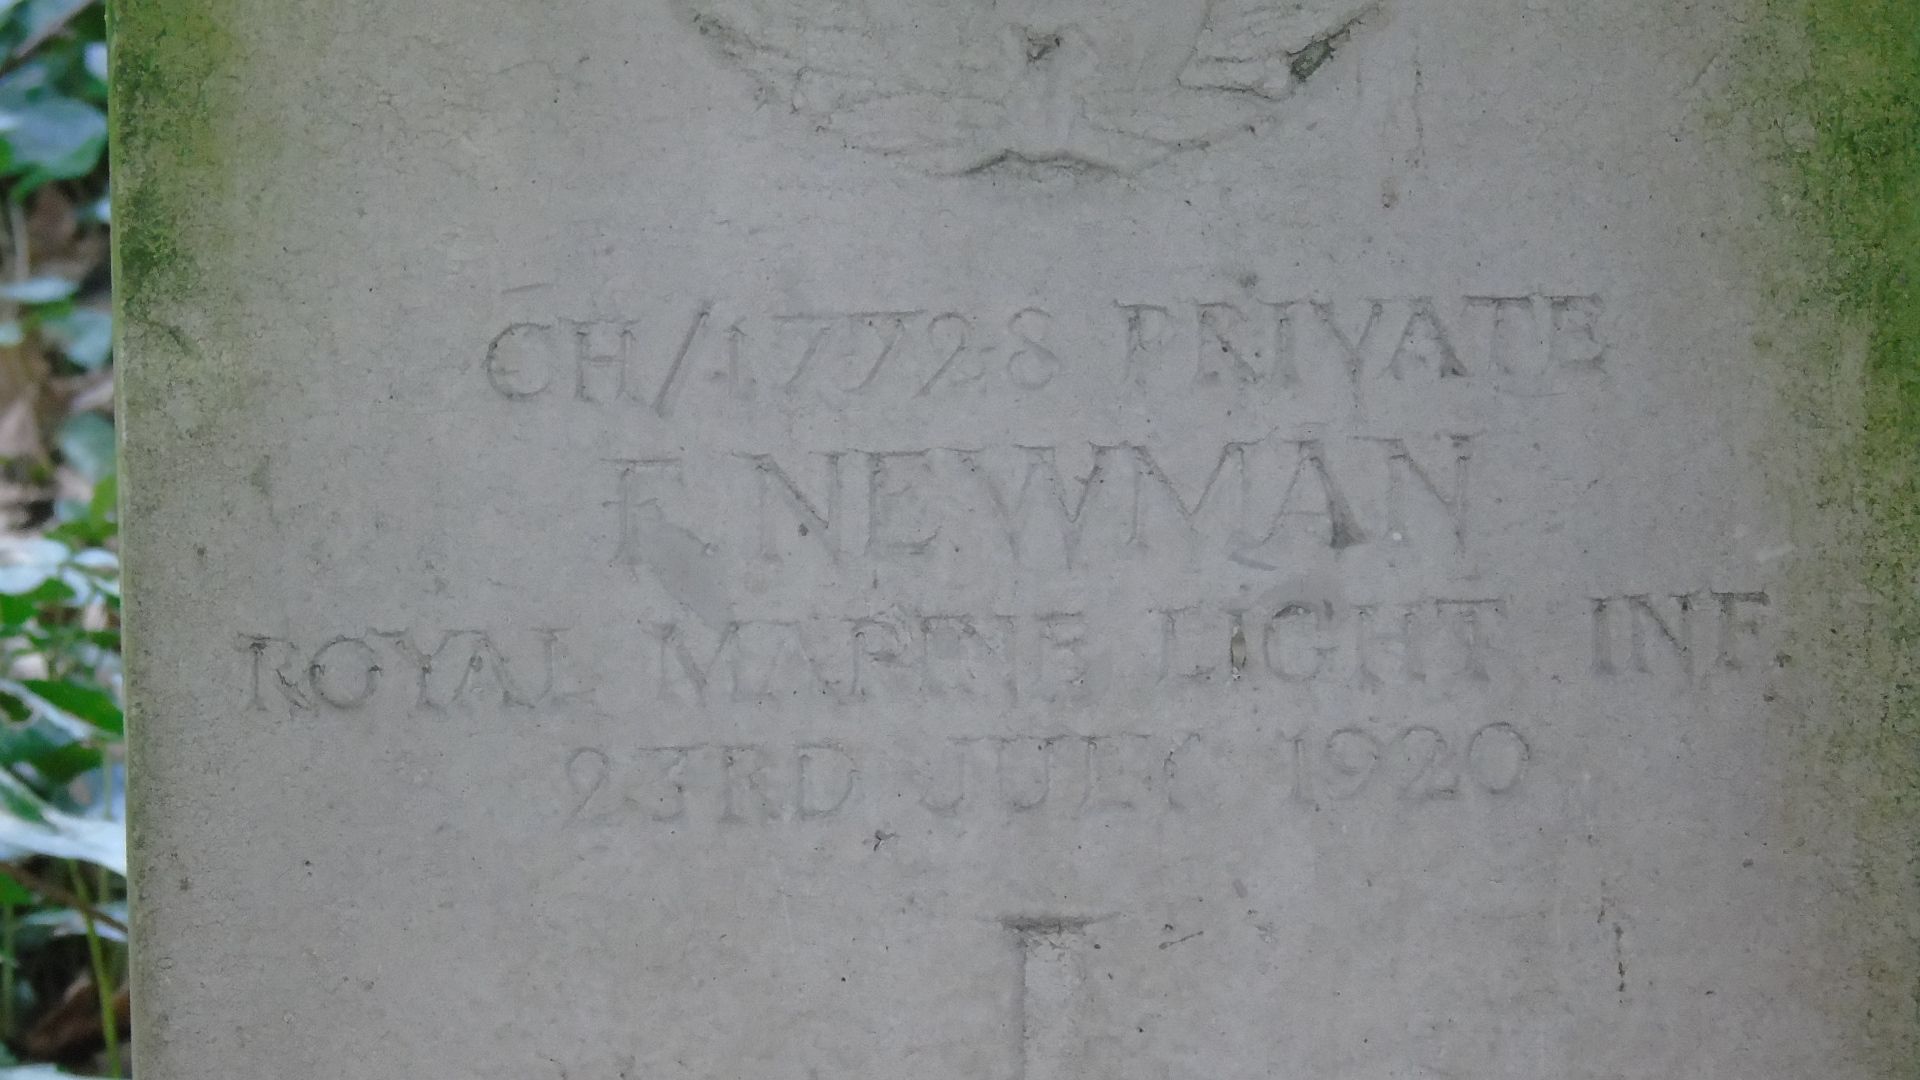 CH/17728 PRIVATE
F. NEWMAN
ROYAL MARINE LIGHT INF.
23RD JULY 1920